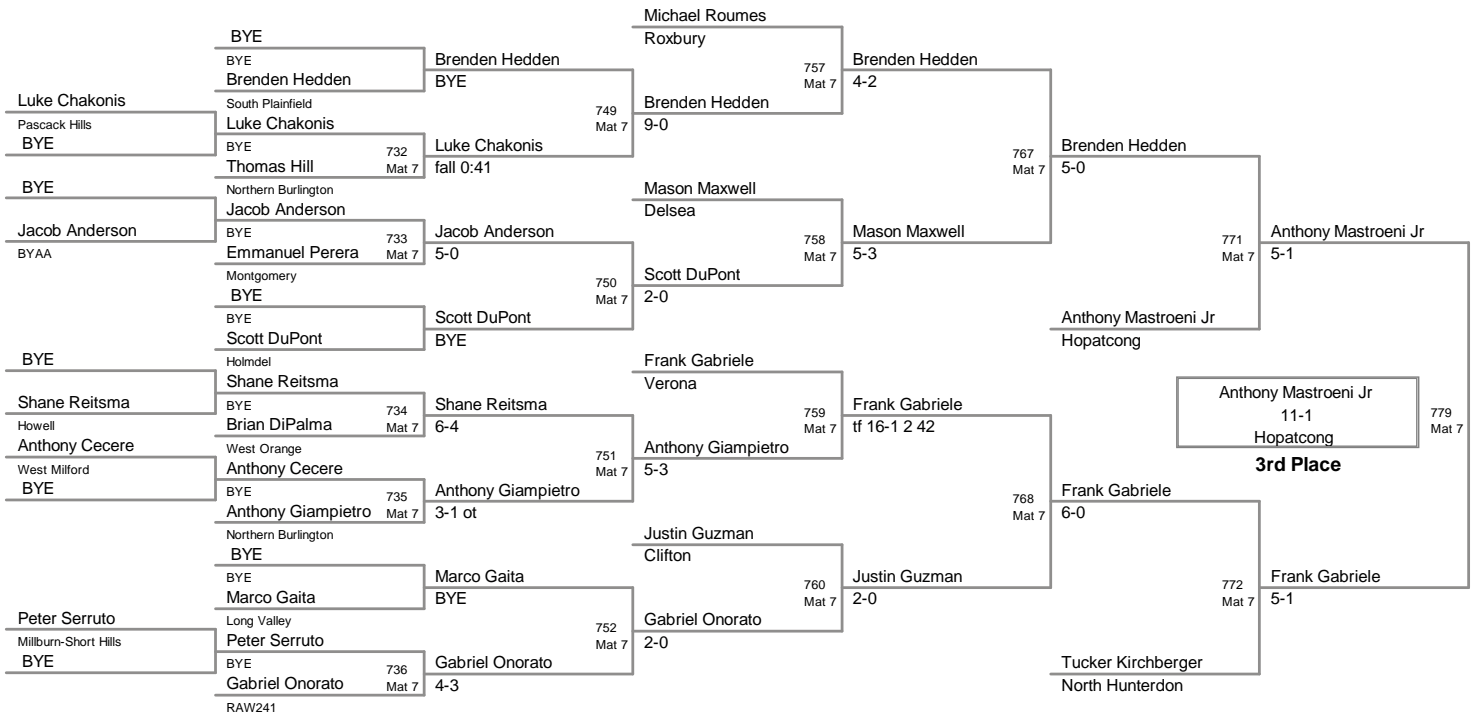 Michael Roumes
Roxbury
BYE
BYE
Brenden Hedden
South Plainfield
Brenden Hedden
BYE
757
Mat 7
Brenden Hedden
4-2
Luke Chakonis
Pascack Hills
BYE
Luke Chakonis
BYE
Thomas Hill
Northern Burlington
732
Mat 7
Luke Chakonis
fall 0:41
749
Mat 7
Brenden Hedden
9-0
767
Mat 7
Brenden Hedden
5-0
BYE
Jacob Anderson
BYAA
Jacob Anderson
BYE
Emmanuel Perera
Montgomery
733
Mat 7
Jacob Anderson
5-0
Mason Maxwell
Delsea
758
Mat 7
Mason Maxwell
5-3
BYE
BYE
Scott DuPont
Holmdel
Scott DuPont
BYE
750
Mat 7
Scott DuPont
2-0
Anthony Mastroeni Jr
Hopatcong
771
Mat 7
Anthony Mastroeni Jr
5-1
BYE
Shane Reitsma
Howell
Shane Reitsma
BYE
Brian DiPalma
West Orange
734
Mat 7
Shane Reitsma
6-4
Frank Gabriele
Verona
759
Mat 7
Frank Gabriele
tf 16-1 2 42
Anthony Mastroeni Jr
11-1
Hopatcong
3rd Place
779
Mat 7
Anthony Cecere
West Milford
BYE
Anthony Cecere
BYE
Anthony Giampietro
Northern Burlington
735
Mat 7
Anthony Giampietro
3-1 ot
751
Mat 7
Anthony Giampietro
5-3
768
Mat 7
Frank Gabriele
6-0
BYE
BYE
Marco Gaita
Long Valley
Marco Gaita
BYE
Justin Guzman
Clifton
760
Mat 7
Justin Guzman
2-0
772
Mat 7
Frank Gabriele
5-1
Peter Serruto
Millburn-Short Hills
BYE
Peter Serruto
BYE
Gabriel Onorato
RAW241
736
Mat 7
Gabriel Onorato
4-3
752
Mat 7
Gabriel Onorato
2-0
Tucker Kirchberger
North Hunterdon